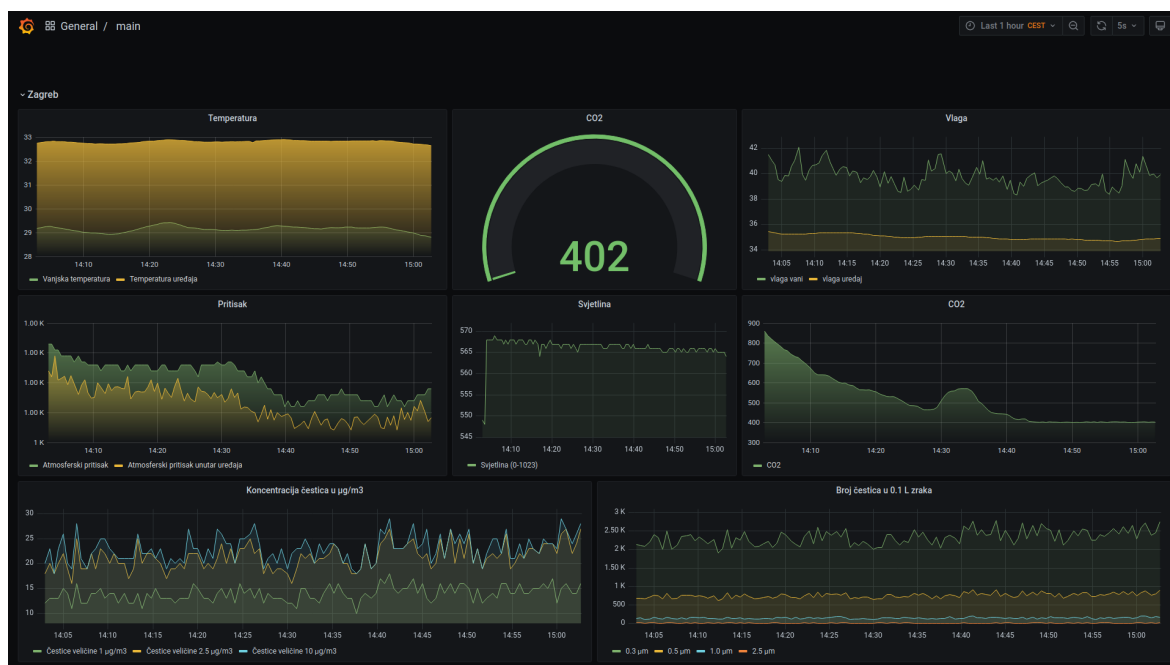 General / main
Last 1 hour CEST
5s
Zagreb
Temperatura
33
32
31
30
29
28
14:10 14:20 14:30 14:40 14:50 15:00
Vanjska temperatura Temperatura uređaja
CO2
402
Vlaga
42
40
38
36
34
14:05 14:10 14:15 14:20 14:25 14:30 14:35 14:40 14:45 14:50 14:55 15:00
vlaga vani vlaga uređaj
Pritisak
1.00 K
1.00 K
1.00 K
1.00 K
1 K
14:10 14:20 14:30 14:40 14:50 15:00
Atmosferski pritisak Atmosferski pritisak unutar uređaja
Svjetlina
570
565
560
555
550
545
14:10 14:20 14:30 14:40 14:50 15:00
Svjetlina (0-1023)
CO2
900
800
700
600
500
400
300
14:10 14:20 14:30 14:40 14:50 15:00
CO2
Koncentracija čestica u µg/m3
30
25
20
15
10
14:05 14:10 14:15 14:20 14:25 14:30 14:35 14:40 14:45 14:50 14:55 15:00
Čestice veličine 1 µg/m3 Čestice veličine 2.5 µg/m3 Čestice veličine 10 µg/m3
Broj čestica u 0.1 L zraka
3 K
2.50 K
2 K
1.50 K
1 K
500
0
14:05 14:10 14:15 14:20 14:25 14:30 14:35 14:40 14:45 14:50 14:55 15:00
0.3 µm 0.5 µm 1.0 µm 2.5 µm